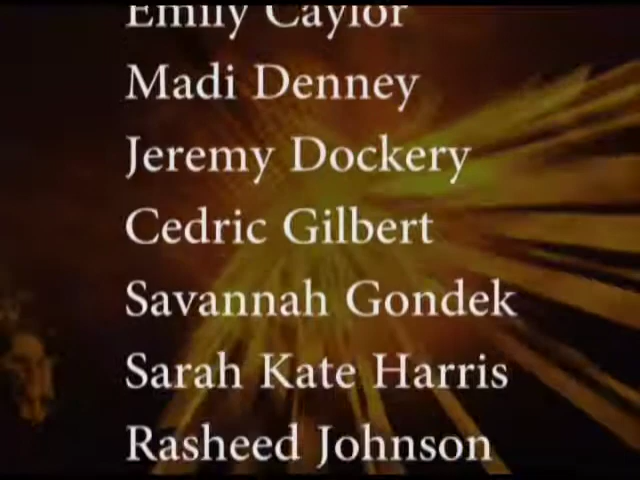 Emily Caylor
Madi Denney
Jeremy Dockery
Cedric Gilbert
Savannah Gondek
Sarah Kate Harris
Rasheed Johnson